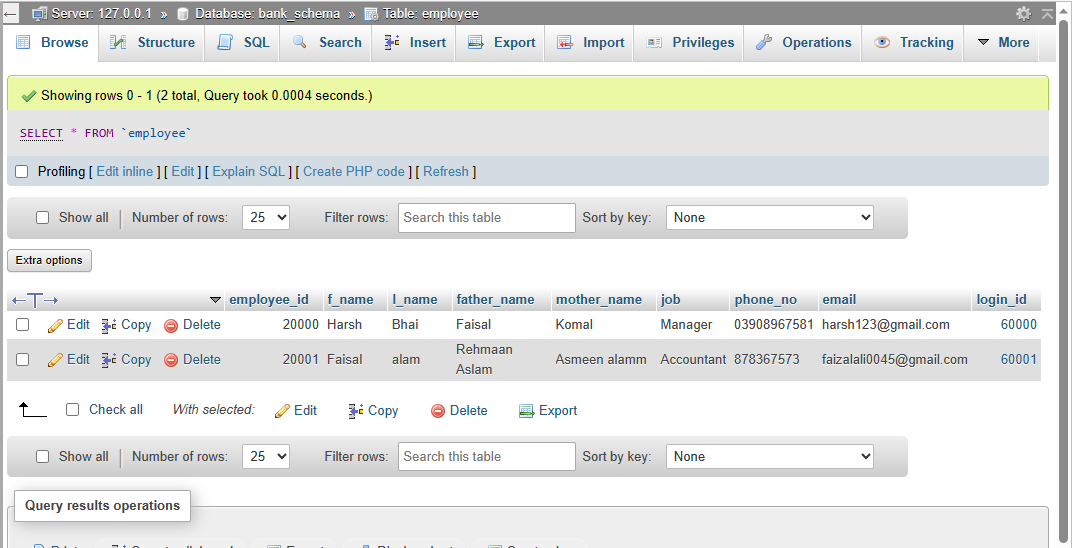 Server: 127.0.0.1 » Database: bank_schema » Table: employee
Browse Structure SQL Search Insert Export Import Privileges Operations Tracking More
Showing rows 0 - 1 (2 total, Query took 0.0004 seconds.)
SELECT * FROM `employee`
Profiling [ Edit inline ] [ Edit ] [ Explain SQL ] [ Create PHP code ] [ Refresh ]
Show all Number of rows: 25 Filter rows: Search this table Sort by key: None
Extra options
employee_id f_name l_name father_name mother_name job phone_no email login_id
Edit Copy Delete 20000 Harsh Bhai Faisal Komal Manager 03908967581 harsh123@gmail.com 60000
Edit Copy Delete 20001 Faisal alam Rehmaan Aslam Asmeen alamm Accountant 878367573 faizalali0045@gmail.com 60001
Check all With selected: Edit Copy Delete Export
Show all Number of rows: 25 Filter rows: Search this table Sort by key: None
Query results operations